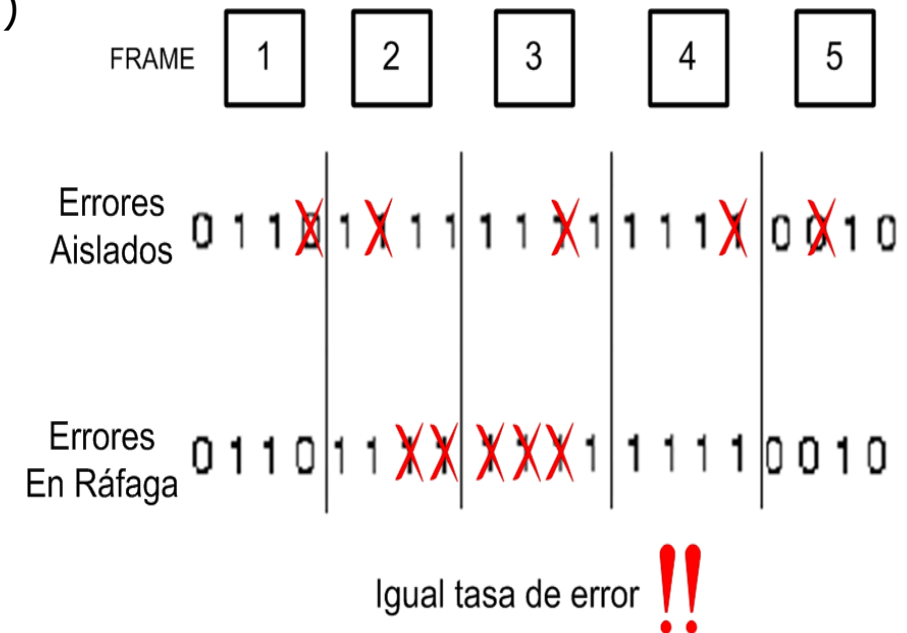 )
FRAME 1 2 3 4 5
Errores
Aislados
0 1 1 0 1 1 1 1 1 1 1 1 1 1 1 1 0 0 1 0
Errores
En Ráfaga
0 1 1 0 1 1 1 1 1 1 1 1 1 1 1 1 0 0 1 0
Igual tasa de error !!